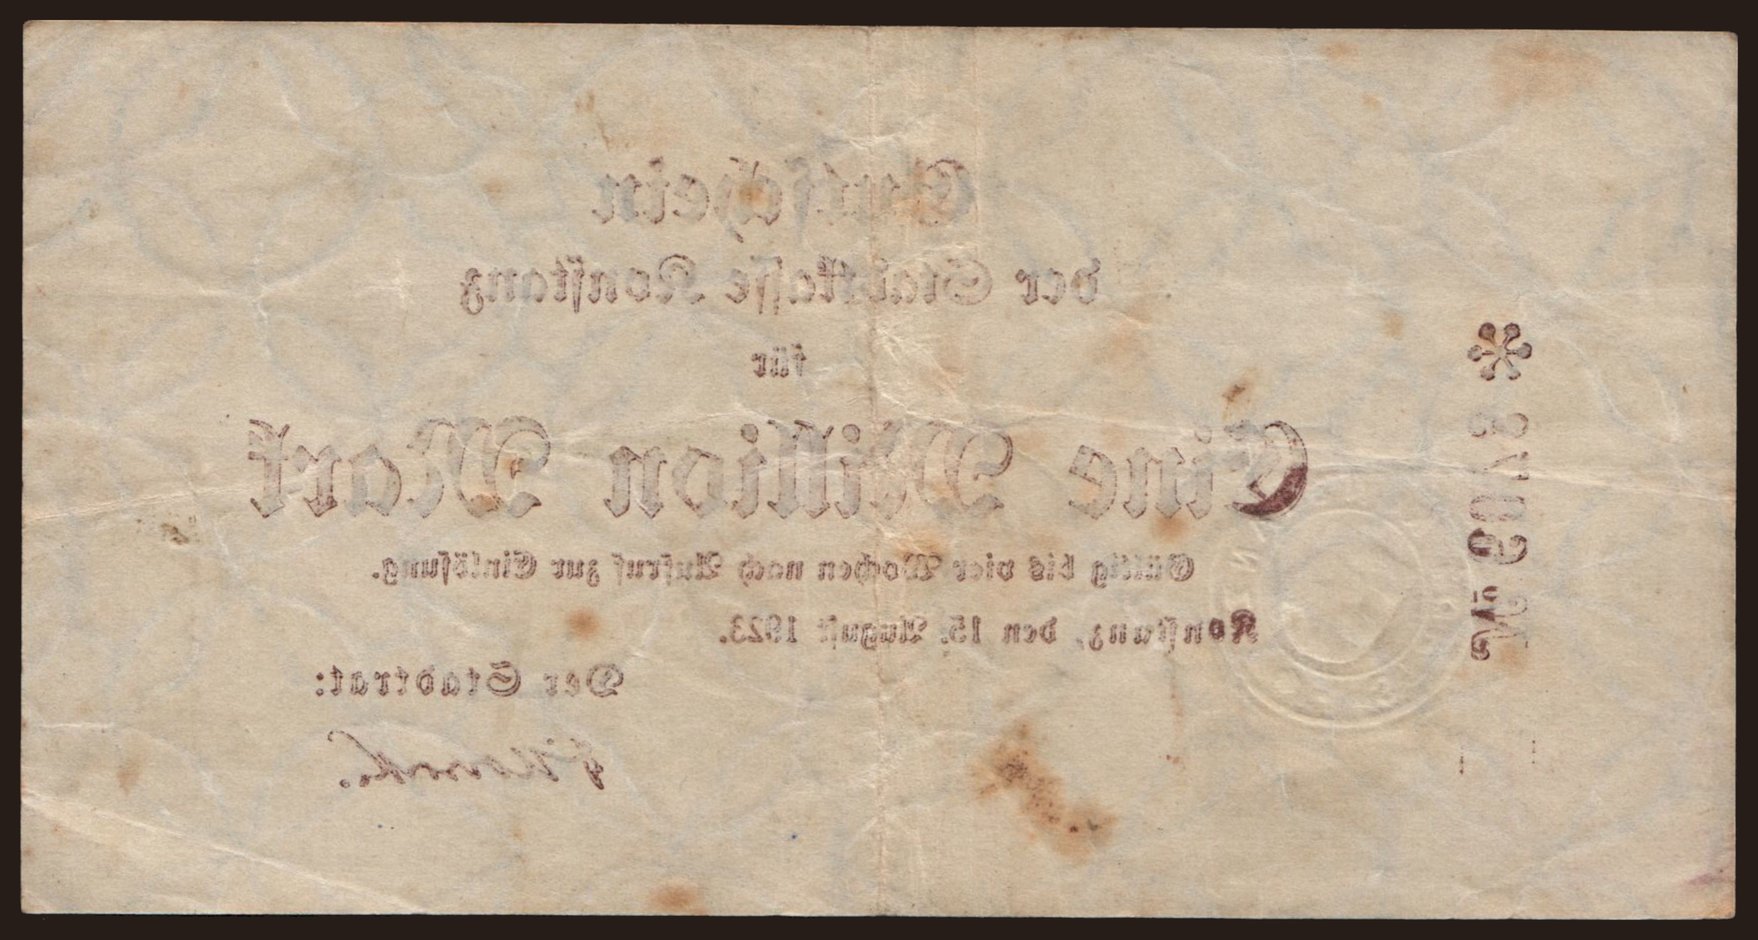 Gutschein
der Stadtkasse Konstanz
für
Eine Million Mark
Gültig bis vier Wochen nach Aufruf zur Einlösung.
Konstanz, den 15. August 1923.
Der Stadtrat:
№